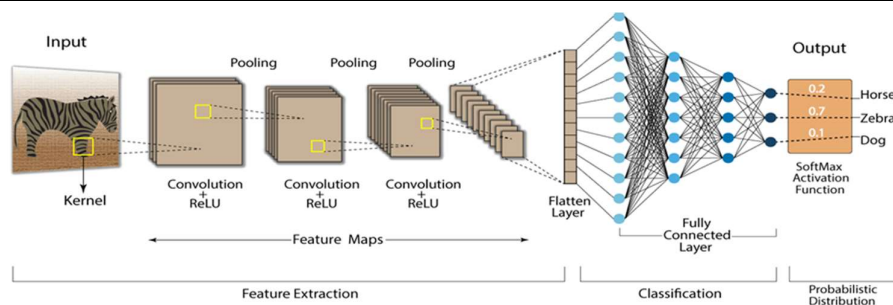 Input
Pooling
Pooling
Pooling
Output
0.2
Horse
0.7
Zebra
0.1
Dog
Kernel
Convolution
+
ReLU
Convolution
+
ReLU
Convolution
+
ReLU
Flatten
Layer
SoftMax
Activation
Function
Fully
Connected
Layer
Feature Maps
Feature Extraction
Classification
Probabilistic
Distribution